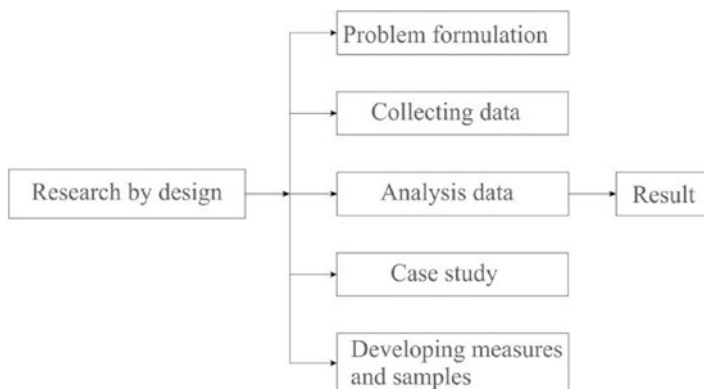 Problem formulation
Collecting data
Research by design
Analysis data
Result
Case study
Developing measures
and samples